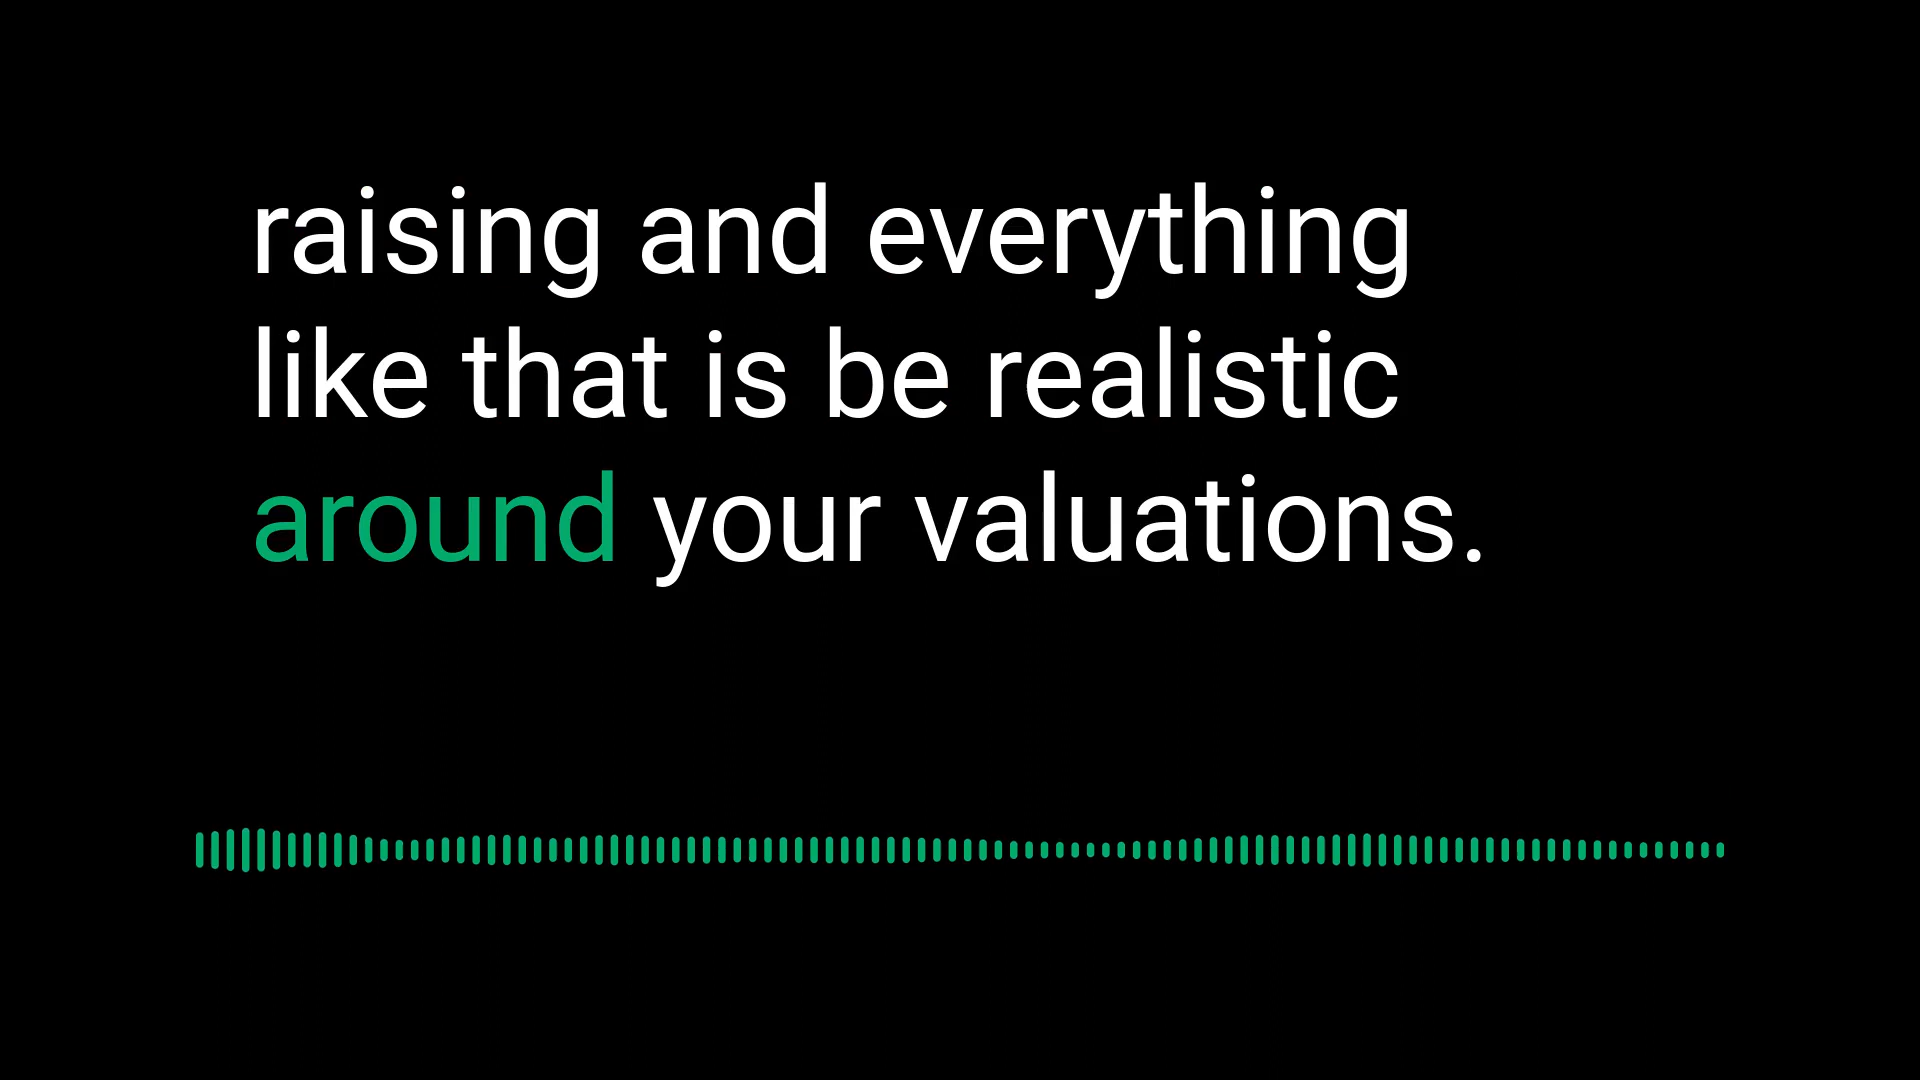 raising and everything
like that is be realistic
around your valuations.